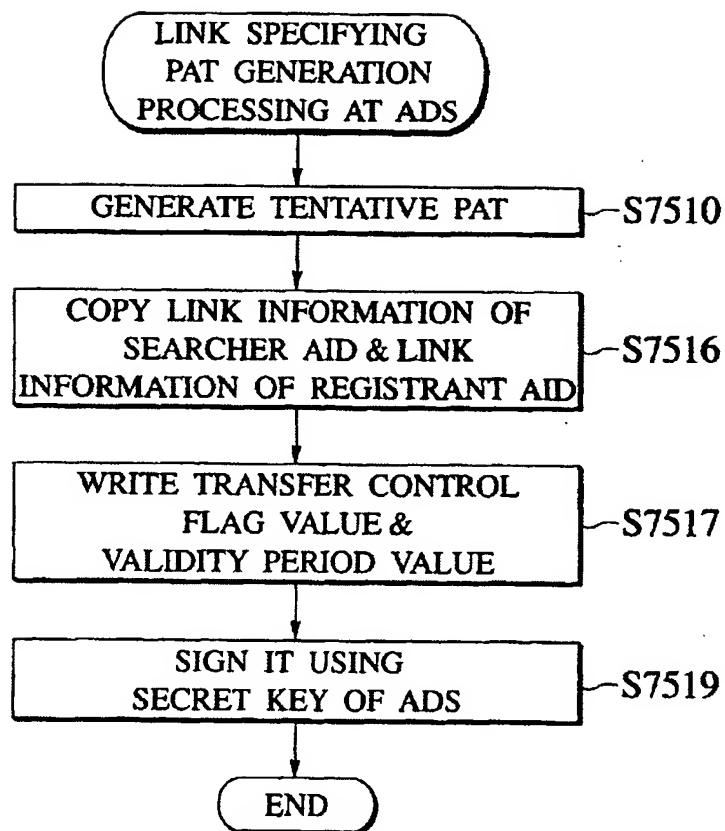 LINK SPECIFYING
PAT GENERATION
PROCESSING AT ADS
GENERATE TENTATIVE PAT
S7510
COPY LINK INFORMATION OF
SEARCHER AID & LINK
INFORMATION OF REGISTRANT AID
S7516
WRITE TRANSFER CONTROL
FLAG VALUE &
VALIDITY PERIOD VALUE
S7517
SIGN IT USING
SECRET KEY OF ADS
S7519
END